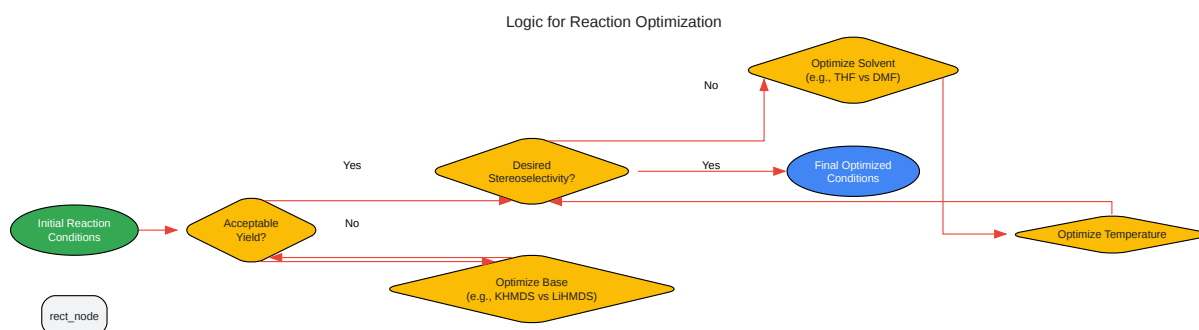 Logic for Reaction Optimization
Optimize Solvent
(e.g., THF vs DMF)
No
Yes
Desired
Stereoselectivity?
Yes
Final Optimized
Conditions
Initial Reaction
Conditions
Acceptable
Yield?
No
Optimize Temperature
Optimize Base
(e.g., KHMDS vs LiHMDS)
rect_node